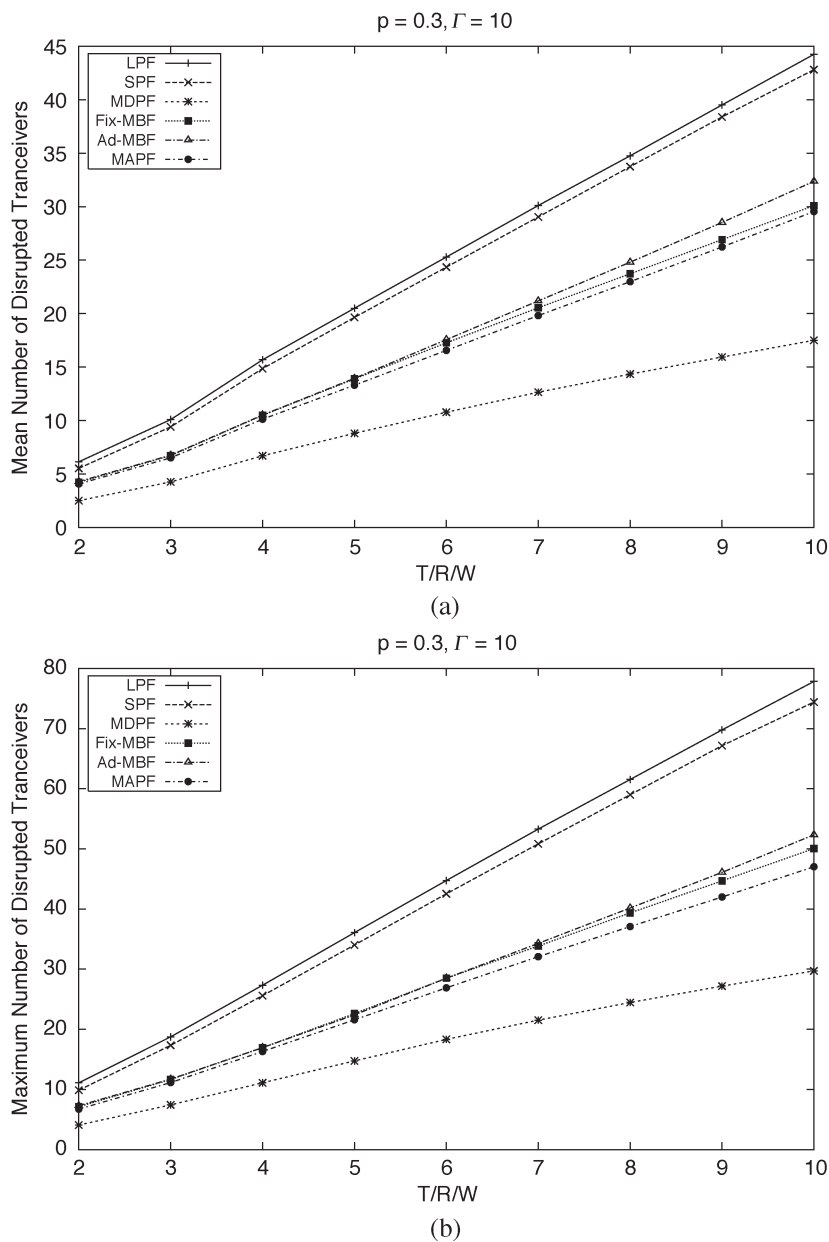 p = 0.3, Γ = 10
45
40
35
30
25
20
15
10
5
0
LPF
SPF
MDPF
Fix-MBF
Ad-MBF
MAPF
Mean Number of Disrupted Tranceivers
2 3 4 5 6 7 8 9 10
T/R/W
(a)
p = 0.3, Γ = 10
80
70
60
50
40
30
20
10
0
LPF
SPF
MDPF
Fix-MBF
Ad-MBF
MAPF
Maximum Number of Disrupted Tranceivers
2 3 4 5 6 7 8 9 10
T/R/W
(b)